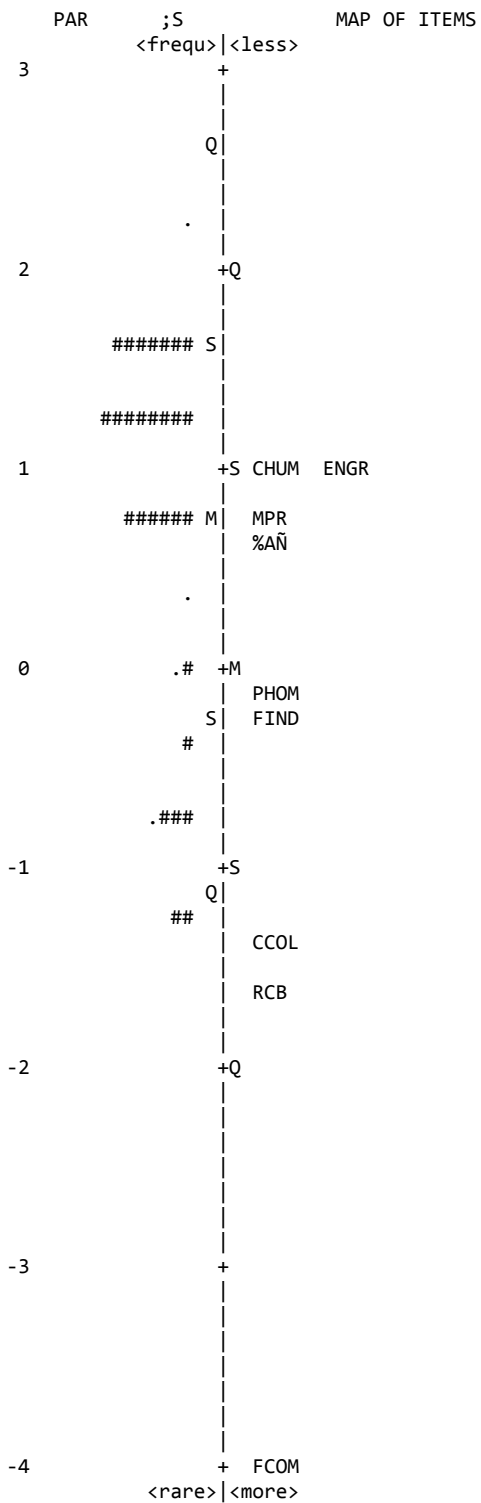 PAR ;S MAP OF ITEMS
<frequ>|<less>
3 +
|
|
Q|
|
|
. |
|
2 +Q
|
|
####### S|
|
|
######## |
|
1 +S CHUM ENGR
|
###### M| MPR
| %AÑ
|
. |
|
|
0 .# +M
| PHOM
S| FIND
# |
|
|
.### |
|
-1 +S
Q|
## |
| CCOL
|
| RCB
|
|
-2 +Q
|
|
|
|
|
|
|
|
-3 +
|
|
|
|
|
|
|
|
-4 + FCOM
<rare>|<more>